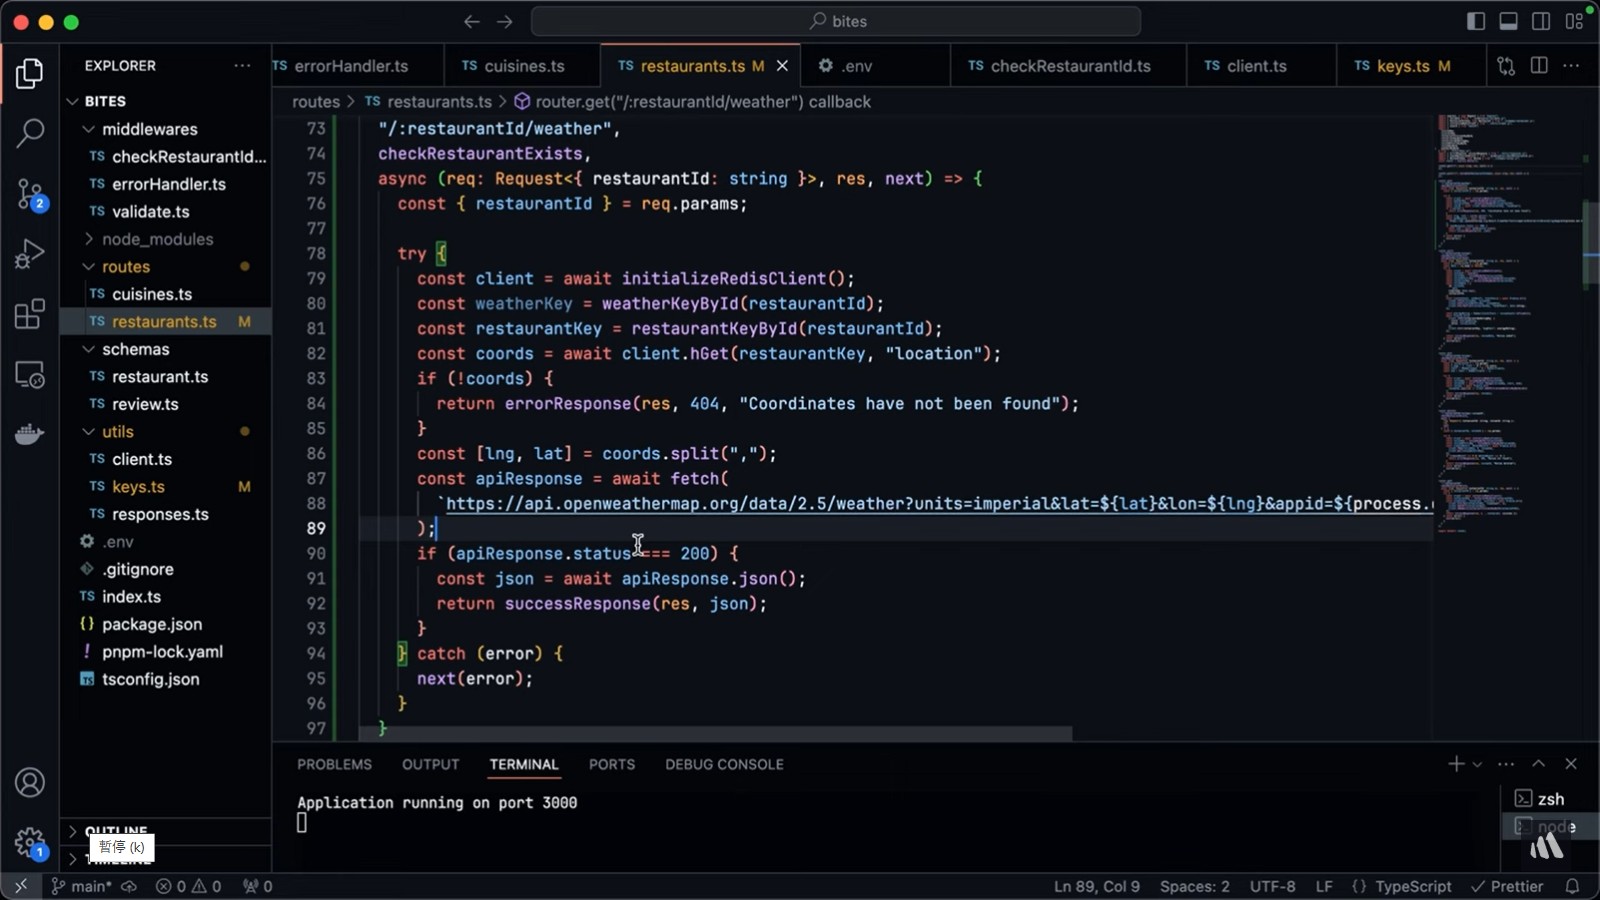 bites
EXPLORER
BITES
middlewares
TS checkRestaurantId...
TS errorHandler.ts
TS validate.ts
node_modules
routes
TS cuisines.ts
TS restaurants.ts M
schemas
TS restaurant.ts
TS review.ts
utils
TS client.ts
TS keys.ts M
TS responses.ts
.env
.gitignore
TS index.ts
{} package.json
! pnpm-lock.yaml
TS tsconfig.json
OUTLINE
暂停 (k)
TIMELINE
2
1
TS errorHandler.ts
TS cuisines.ts
TS restaurants.ts M
.env
TS checkRestaurantId.ts
TS client.ts
TS keys.ts M
routes > TS restaurants.ts > router.get("/:restaurantId/weather") callback
73 "/:restaurantId/weather",
74 checkRestaurantExists,
75 async (req: Request<{ restaurantId: string }>, res, next) => {
76 const { restaurantId } = req.params;
77
78 try {
79 const client = await initializeRedisClient();
80 const weatherKey = weatherKeyById(restaurantId);
81 const restaurantKey = restaurantKeyById(restaurantId);
82 const coords = await client.hGet(restaurantKey, "location");
83 if (!coords) {
84 return errorResponse(res, 404, "Coordinates have not been found");
85 }
86 const [lng, lat] = coords.split(",");
87 const apiResponse = await fetch(
88 `https://api.openweathermap.org/data/2.5/weather?units=imperial&lat=${lat}&lon=${lng}&appid=${process.
89 );
90 if (apiResponse.status === 200) {
91 const json = await apiResponse.json();
92 return successResponse(res, json);
93 }
94 } catch (error) {
95 next(error);
96 }
97 }
PROBLEMS OUTPUT TERMINAL PORTS DEBUG CONSOLE
Application running on port 3000
zsh
node
main* 0 0 0
Ln 89, Col 9 Spaces: 2 UTF-8 LF {} TypeScript Prettier